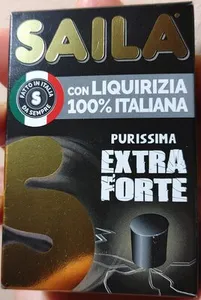 SAILA®
FATTO IN ITALIA
S
DA SEMPRE
CON LIQUIRIZIA
100% ITALIANA
PURISSIMA
EXTRA
FORTE
S